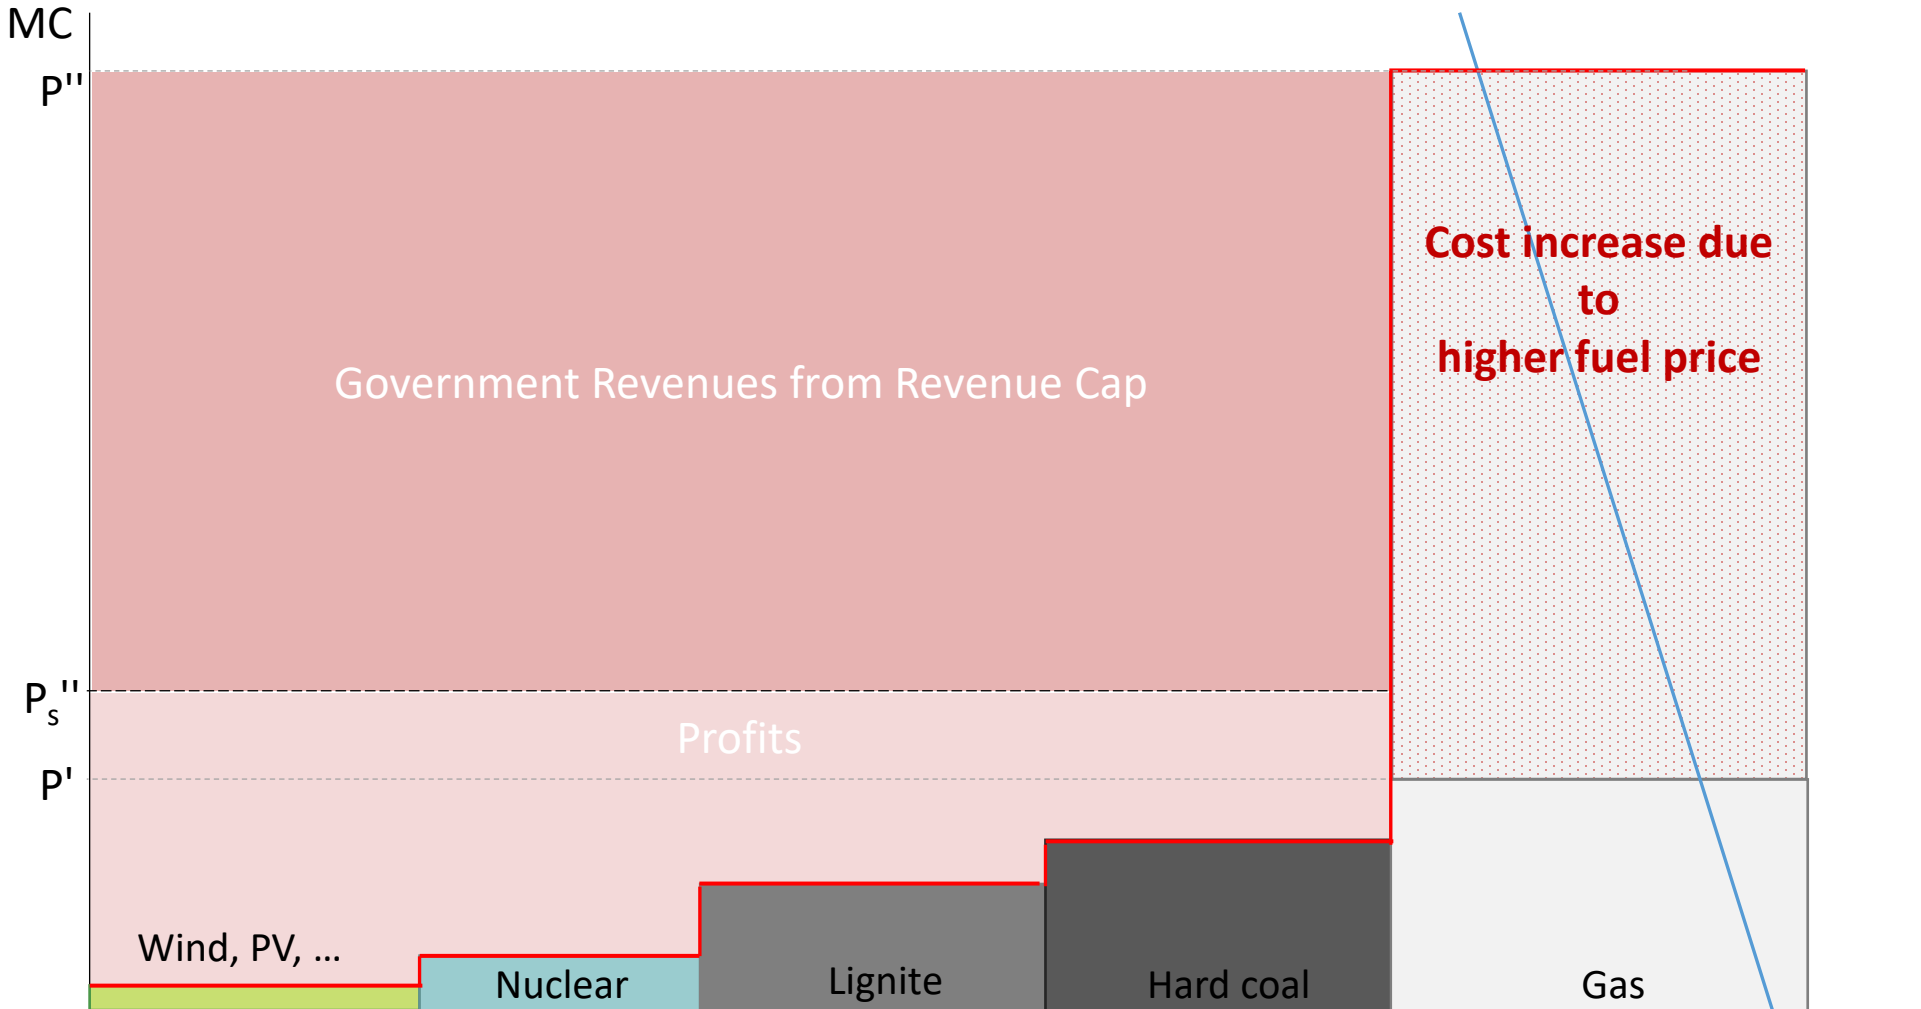 MC
P''
Cost increase due
to
higher fuel price
Government Revenues from Revenue Cap
Ps''
Profits
P'
Wind, PV, ...
Nuclear
Lignite
Hard coal
Gas